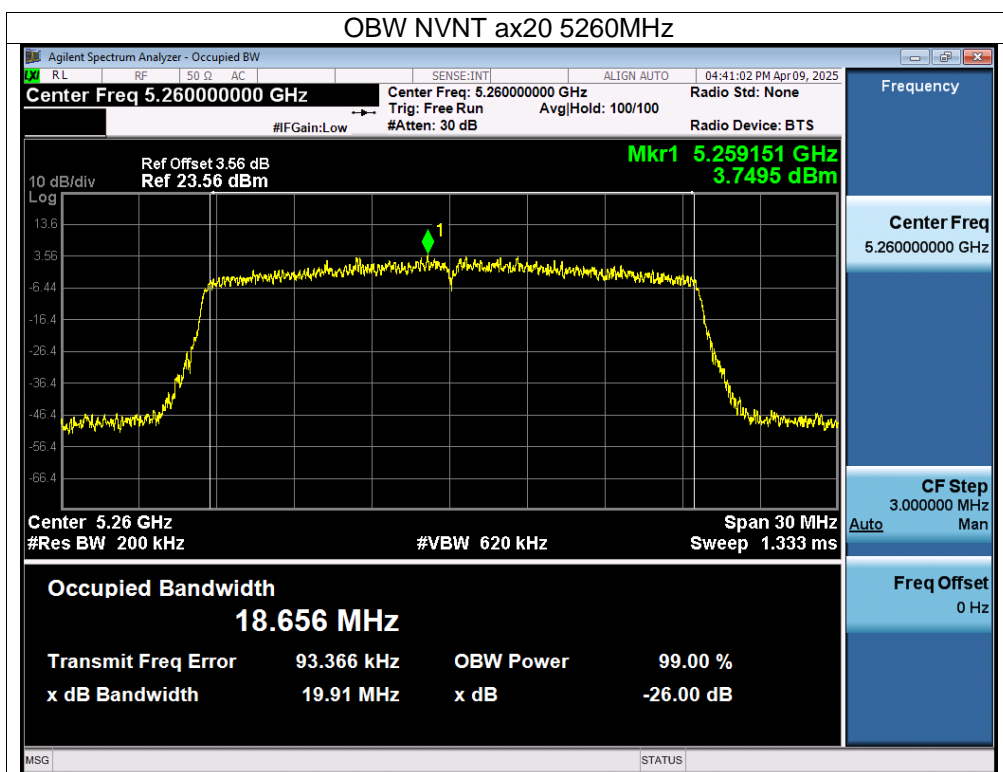 OBW NVNT ax20 5260MHz
Agilent Spectrum Analyzer - Occupied BW
LXI RL RF 50 Ω AC SENSE:INT ALIGN AUTO 04:41:02 PM Apr 09, 2025
Center Freq 5.260000000 GHz
Center Freq: 5.260000000 GHz
Radio Std: None
Trig: Free Run Avg|Hold: 100/100
#IFGain:Low #Atten: 30 dB Radio Device: BTS
Frequency
Mkr1 5.259151 GHz
3.7495 dBm
Ref Offset 3.56 dB
10 dB/div Ref 23.56 dBm
Log
13.6
3.56
-6.44
-16.4
-26.4
-36.4
-46.4
-56.4
-66.4
1
Center 5.26 GHz Span 30 MHz
#Res BW 200 kHz #VBW 620 kHz Sweep 1.333 ms
Occupied Bandwidth
18.656 MHz
Transmit Freq Error 93.366 kHz OBW Power 99.00 %
x dB Bandwidth 19.91 MHz x dB -26.00 dB
Center Freq
5.260000000 GHz
CF Step
3.000000 MHz
Auto Man
Freq Offset
0 Hz
MSG STATUS